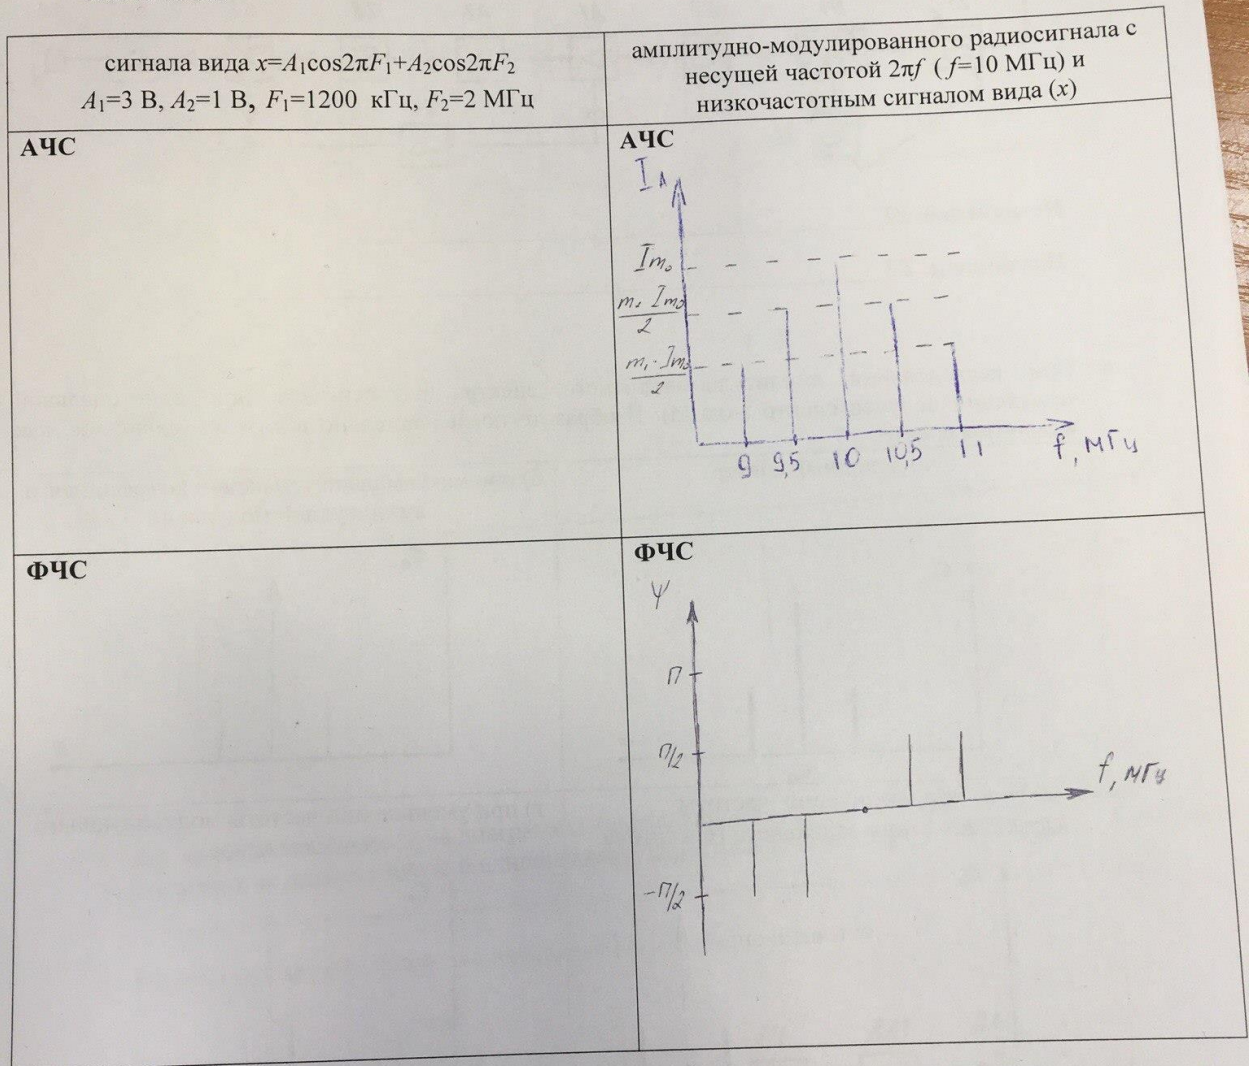 сигнала вида x=A₁cos2πF₁+A₂cos2πF₂
A₁=3 В, A₂=1 В, F₁=1200 кГц, F₂=2 МГц
амплитудно-модулированного радиосигнала с
несущей частотой 2πf ( f=10 МГц) и
низкочастотным сигналом вида (x)
АЧС
АЧС
I A
Im₀
m₂ Im₀
2
m₁·Im₀
2
9 9,5 10 10,5 11 f, МГц
ФЧС
ФЧС
Ψ
П
П/2
f, МГц
-П/2